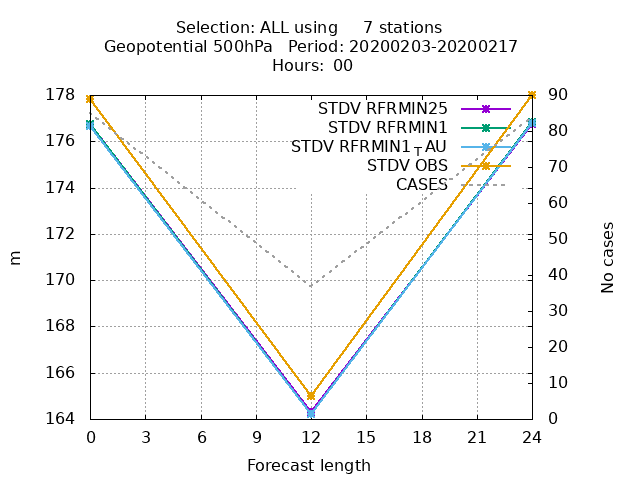 Selection: ALL using     7 stations
Geopotential 500hPa   Period: 20200203-20200217
Hours:  00
178
176
174
172
170
168
166
164
m
90
80
70
60
50
40
30
20
10
0
No cases
STDV RFRMIN25
STDV RFRMIN1
STDV RFRMIN1_TAU
STDV OBS
CASES
0 3 6 9 12 15 18 21 24
Forecast length